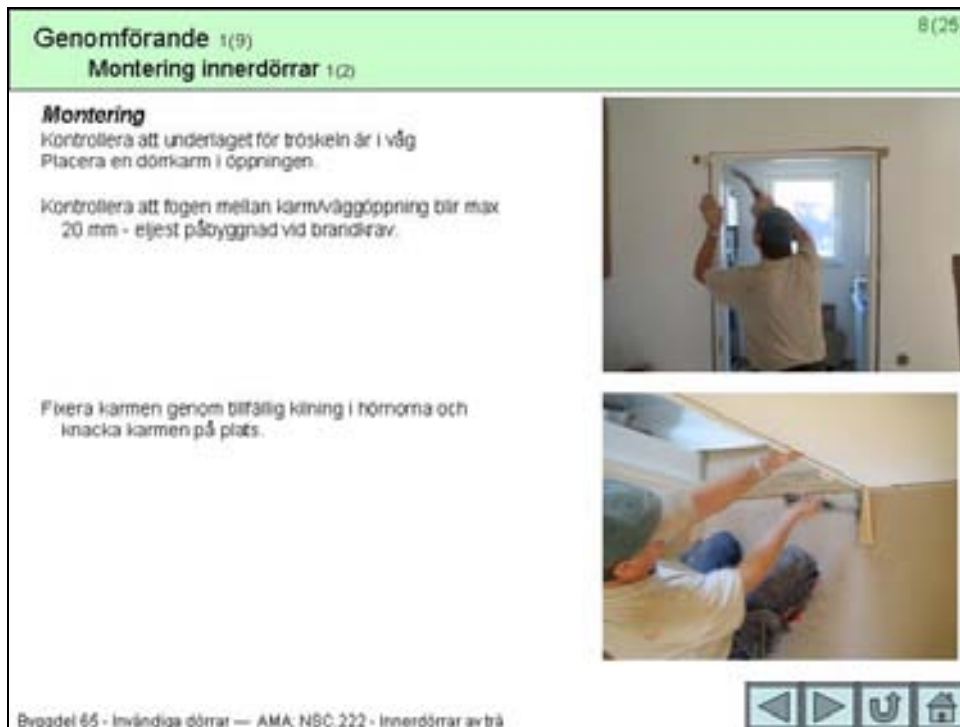 Genomförande 1(9)
8(25
Montering innerdörrar 1(2)
Montering
Kontrollera att underlaget för tröskeln är i våg
Placera en dörrkarm i öppningen.
Kontrollera att fogen mellan karm/väggöppning blir max
20 mm - eljest påbyggnad vid brandkrav.
Fixera karmen genom tillfällig kilning i hörnorna och
knacka karmen på plats.
Byggdel 65 - Invändiga dörrar — AMA: NSC.222 - Innerdörrar av trä